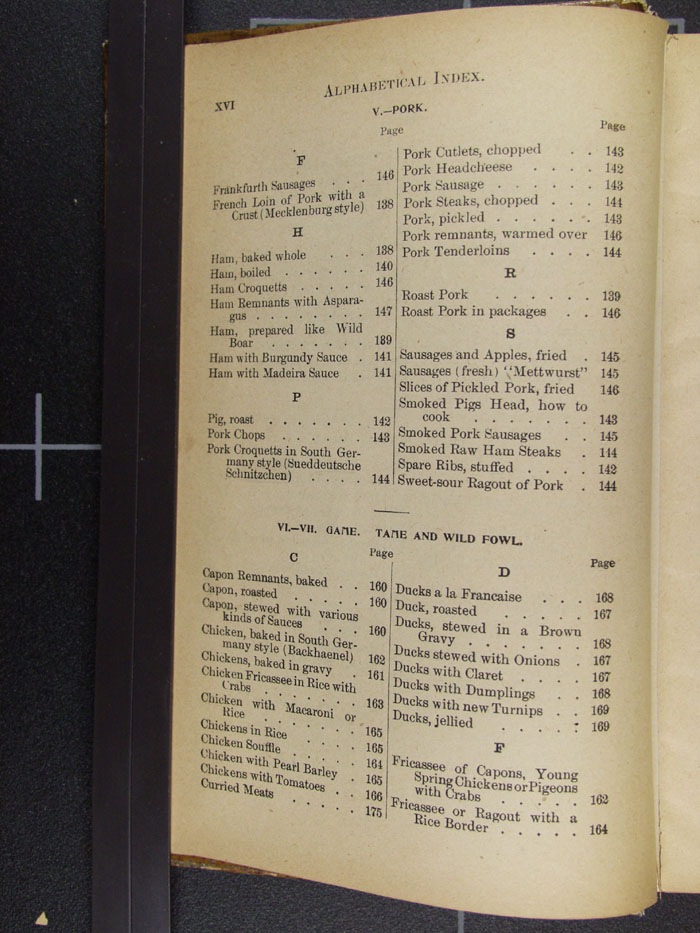 XVI
ALPHABETICAL INDEX.
V.—PORK.
Page
F
Frankfurth Sausages . . . 146
French Loin of Pork with a
Crust (Mecklenburg style) 138
H
Ham, baked whole . . . 138
Ham, boiled . . . . . . 140
Ham Croquetts . . . . . 146
Ham Remnants with Aspara-
gus . . . . . . . . 147
Ham, prepared like Wild
Boar . . . . . . . 189
Ham with Burgundy Sauce . 141
Ham with Madeira Sauce . 141
P
Pig, roast . . . . . . . 142
Pork Chops . . . . . . 143
Pork Croquetts in South Ger-
many style (Sueddeutsche
Schnitzchen) . . . . 144
Page
Pork Cutlets, chopped . . 143
Pork Headcheese . . . . 142
Pork Sausage . . . . . . 143
Pork Steaks, chopped . . . 144
Pork, pickled . . . . . . 143
Pork remnants, warmed over 146
Pork Tenderloins . . . . 144
R
Roast Pork . . . . . . 139
Roast Pork in packages . . 146
S
Sausages and Apples, fried . 145
Sausages (fresh) "Mettwurst" 145
Slices of Pickled Pork, fried 146
Smoked Pigs Head, how to
cook . . . . . . . 143
Smoked Pork Sausages . . 145
Smoked Raw Ham Steaks . 144
Spare Ribs, stuffed . . . . 142
Sweet-sour Ragout of Pork . 144
VI.—VII. GAME. TAME AND WILD FOWL.
Page
C
Capon Remnants, baked . . 160
Capon, roasted . . . . . 160
Capon, stewed with various
kinds of Sauces . . . 160
Chicken, baked in South Ger-
many style (Backhaenel) 162
Chickens, baked in gravy . 161
Chicken Fricassee in Rice with
Crabs . . . . . . . 163
Chicken with Macaroni or
Rice . . . . . . . 165
Chickens in Rice . . . . 165
Chicken Souffle . . . . . 164
Chicken with Pearl Barley . 165
Chickens with Tomatoes . . 166
Curried Meats . . . . . 175
Page
D
Ducks a la Francaise . . . 168
Duck, roasted . . . . . 167
Ducks, stewed in a Brown
Gravy . . . . . . . 168
Ducks stewed with Onions . 167
Ducks with Claret . . . . 167
Ducks with Dumplings . . 168
Ducks with new Turnips . . 169
Ducks, jellied . . . . . 169
F
Fricassee of Capons, Young
Spring Chickens or Pigeons
with Crabs . . . . . 162
Fricassee or Ragout with a
Rice Border . . . . . 164